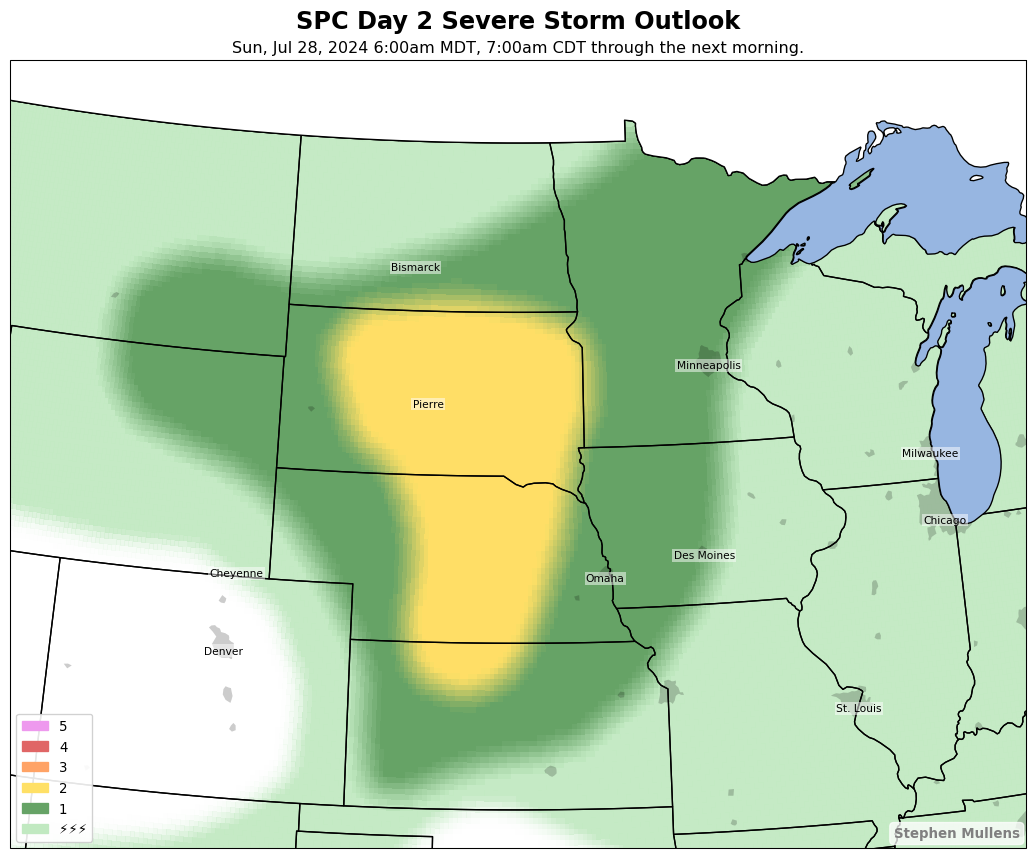 SPC Day 2 Severe Storm Outlook
Sun, Jul 28, 2024 6:00am MDT, 7:00am CDT through the next morning.
Bismarck
Minneapolis
Pierre
Milwaukee
Chicago
Des Moines
Cheyenne
Omaha
Denver
St. Louis
5
4
3
2
1
⚡⚡⚡
Stephen Mullens